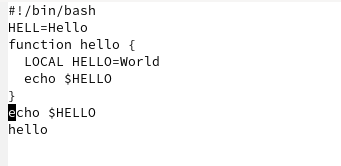 #!/bin/bash
HELL=Hello
function hello {
  LOCAL HELLO=World
  echo $HELLO
}
echo $HELLO
hello